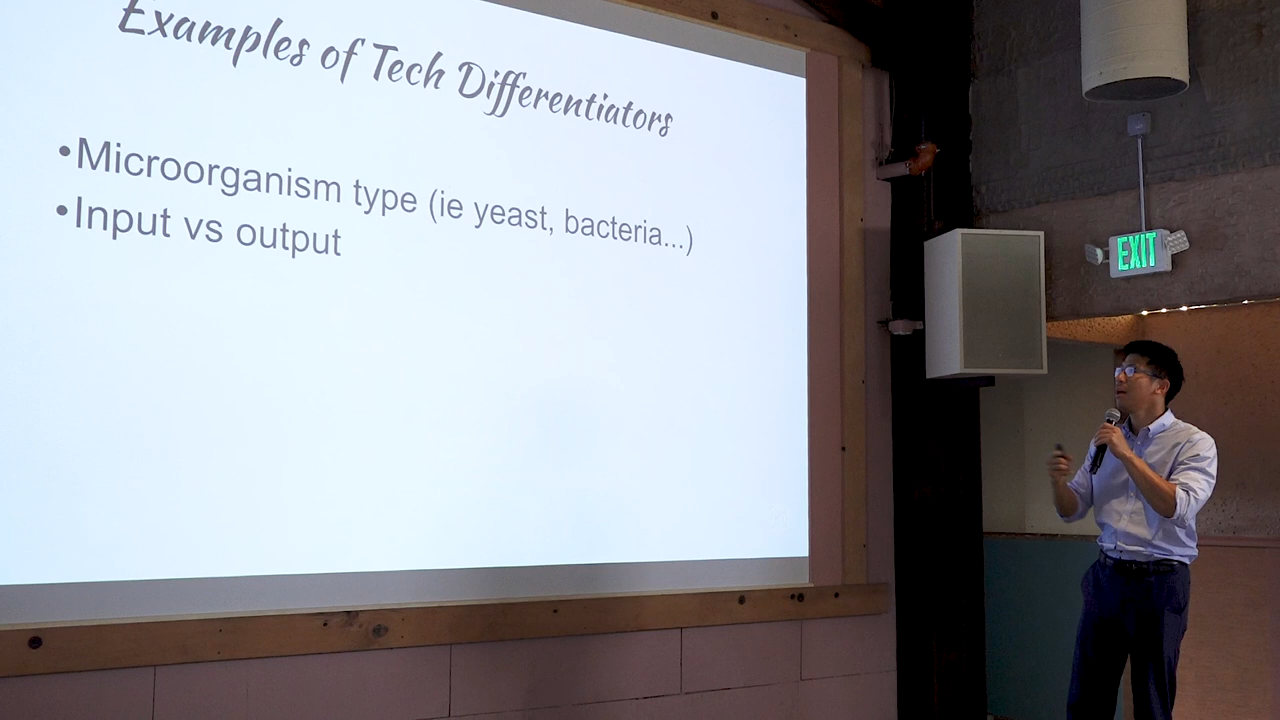 Examples of Tech Differentiators
•Microorganism type (ie yeast, bacteria...)
•Input vs output
EXIT